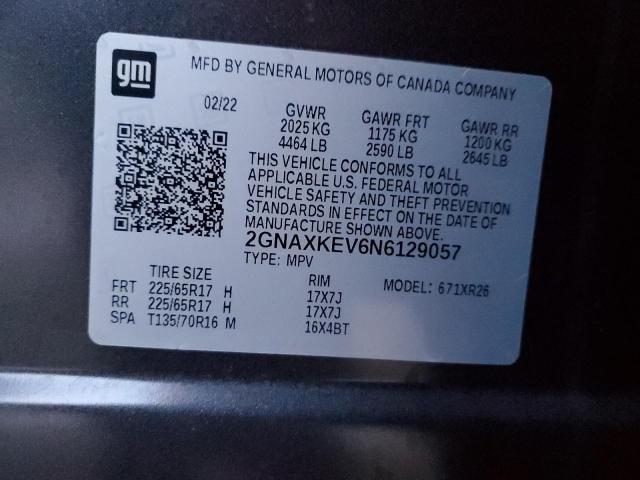 gm
MFD BY GENERAL MOTORS OF CANADA COMPANY
02/22 GVWR GAWR FRT GAWR RR
2025 KG 1175 KG 1200 KG
4464 LB 2590 LB 2645 LB
THIS VEHICLE CONFORMS TO ALL
APPLICABLE U.S. FEDERAL MOTOR
VEHICLE SAFETY AND THEFT PREVENTION
STANDARDS IN EFFECT ON THE DATE OF
MANUFACTURE SHOWN ABOVE.
2GNAXKEV6N6129057
TYPE: MPV
TIRE SIZE RIM MODEL: 671XR26
FRT 225/65R17 H 17X7J
RR 225/65R17 H 17X7J
SPA T135/70R16 M 16X4BT